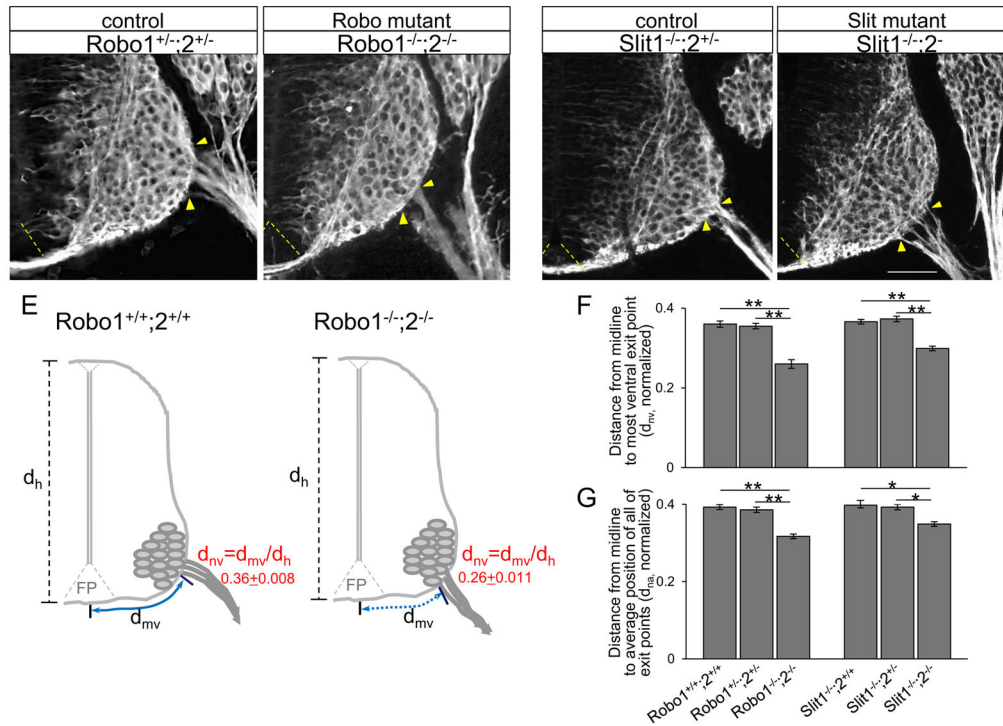 control
Robo mutant
control
Slit mutant
Robo1+/-;2+/-
Robo1-/-;2-/-
Slit1-/-;2+/-
Slit1-/-;2-
E
Robo1+/+;2+/+
Robo1-/-;2-/-
dh
FP
dmv
dnv=dmv/dh
0.36±0.008
dh
FP
dmv
dnv=dmv/dh
0.26±0.011
F
Distance from midline
to most ventral exit point
(dnv, normalized)
0.4
0.2
0
**
**
**
**
G
Distance from midline
to average position of all of
exit points (dna, normalized)
0.4
0.2
0
**
**
*
*
Robo1+/+;2+/+
Robo1+/-;2+/-
Robo1-/-;2-/-
Slit1-/-;2+/+
Slit1-/-;2+/-
Slit1-/-;2-/-